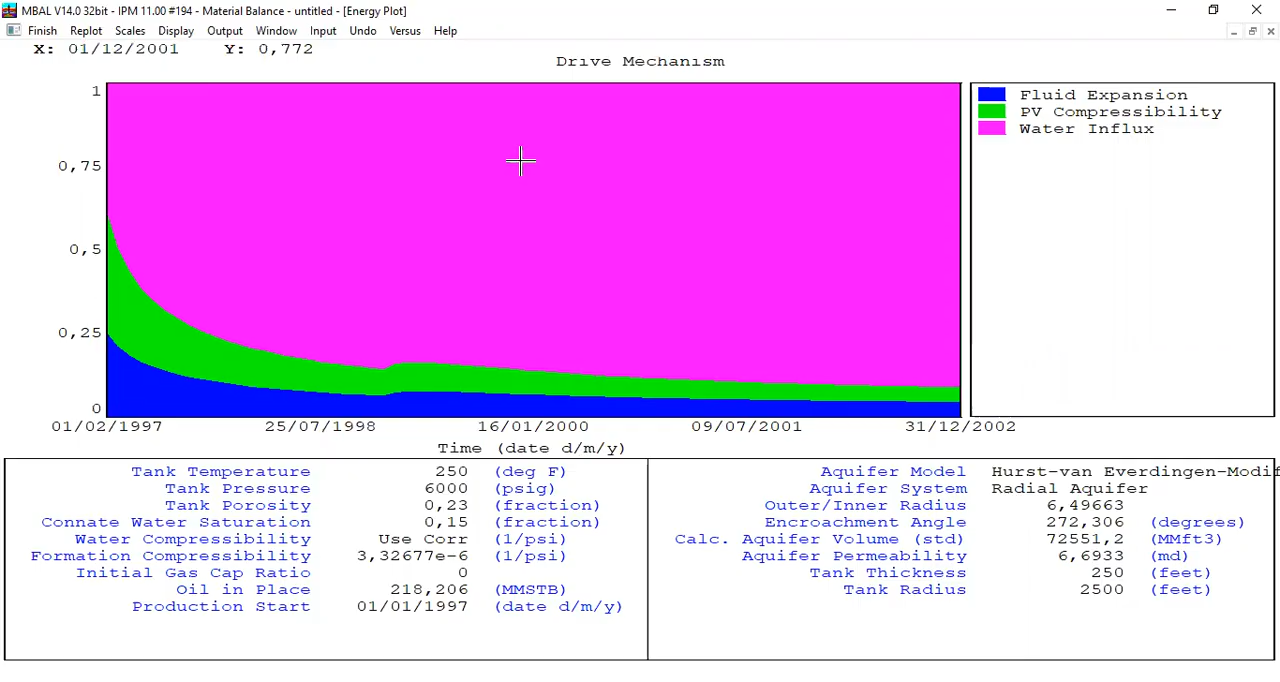 MBAL V14.0 32bit - IPM 11.00 #194 - Material Balance - untitled - [Energy Plot]
Finish Replot Scales Display Output Window Input Undo Versus Help
X: 01/12/2001 Y: 0,772
Drive Mechanism
1
0,75
0,5
0,25
0
01/02/1997 25/07/1998 16/01/2000 09/07/2001 31/12/2002
Time (date d/m/y)
Fluid Expansion
PV Compressibility
Water Influx
Tank Temperature 250 (deg F)
Tank Pressure 6000 (psig)
Tank Porosity 0,23 (fraction)
Connate Water Saturation 0,15 (fraction)
Water Compressibility Use Corr (1/psi)
Formation Compressibility 3,32677e-6 (1/psi)
Initial Gas Cap Ratio 0
Oil in Place 218,206 (MMSTB)
Production Start 01/01/1997 (date d/m/y)
Aquifer Model Hurst-van Everdingen-Modif
Aquifer System Radial Aquifer
Outer/Inner Radius 6,49663
Encroachment Angle 272,306 (degrees)
Calc. Aquifer Volume (std) 72551,2 (MMft3)
Aquifer Permeability 6,6933 (md)
Tank Thickness 250 (feet)
Tank Radius 2500 (feet)